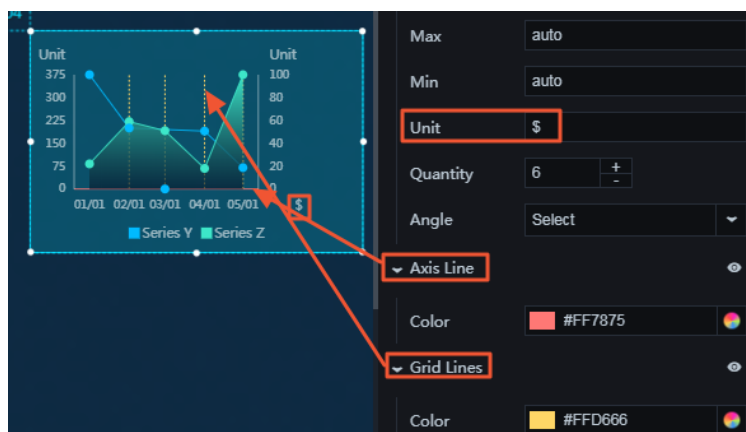 Unit Unit
375 100
300 80
225 60
150 40
75 20
0 0
01/01 02/01 03/01 04/01 05/01 $
Series Y Series Z
Max auto
Min auto
Unit $
Quantity 6 + -
Angle Select
Axis Line
Color #FF7875
Grid Lines
Color #FFD666